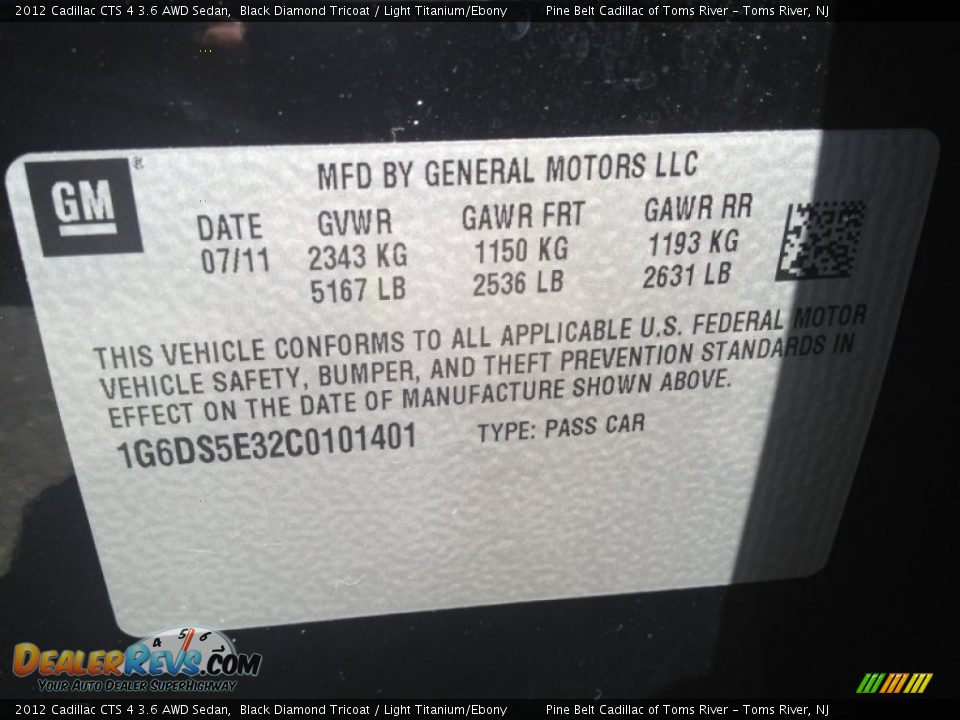 2012 Cadillac CTS 4 3.6 AWD Sedan, Black Diamond Tricoat / Light Titanium/Ebony Pine Belt Cadillac of Toms River – Toms River, NJ
GM ®
MFD BY GENERAL MOTORS LLC
DATE GVWR GAWR FRT GAWR RR
07/11 2343 KG 1150 KG 1193 KG
5167 LB 2536 LB 2631 LB
THIS VEHICLE CONFORMS TO ALL APPLICABLE U.S. FEDERAL MOTOR
VEHICLE SAFETY, BUMPER, AND THEFT PREVENTION STANDARDS IN
EFFECT ON THE DATE OF MANUFACTURE SHOWN ABOVE.
1G6DS5E32C0101401 TYPE: PASS CAR
4 5 6
DEALERREVS.COM
YOUR AUTO DEALER SUPERHIGHWAY
2012 Cadillac CTS 4 3.6 AWD Sedan, Black Diamond Tricoat / Light Titanium/Ebony Pine Belt Cadillac of Toms River – Toms River, NJ